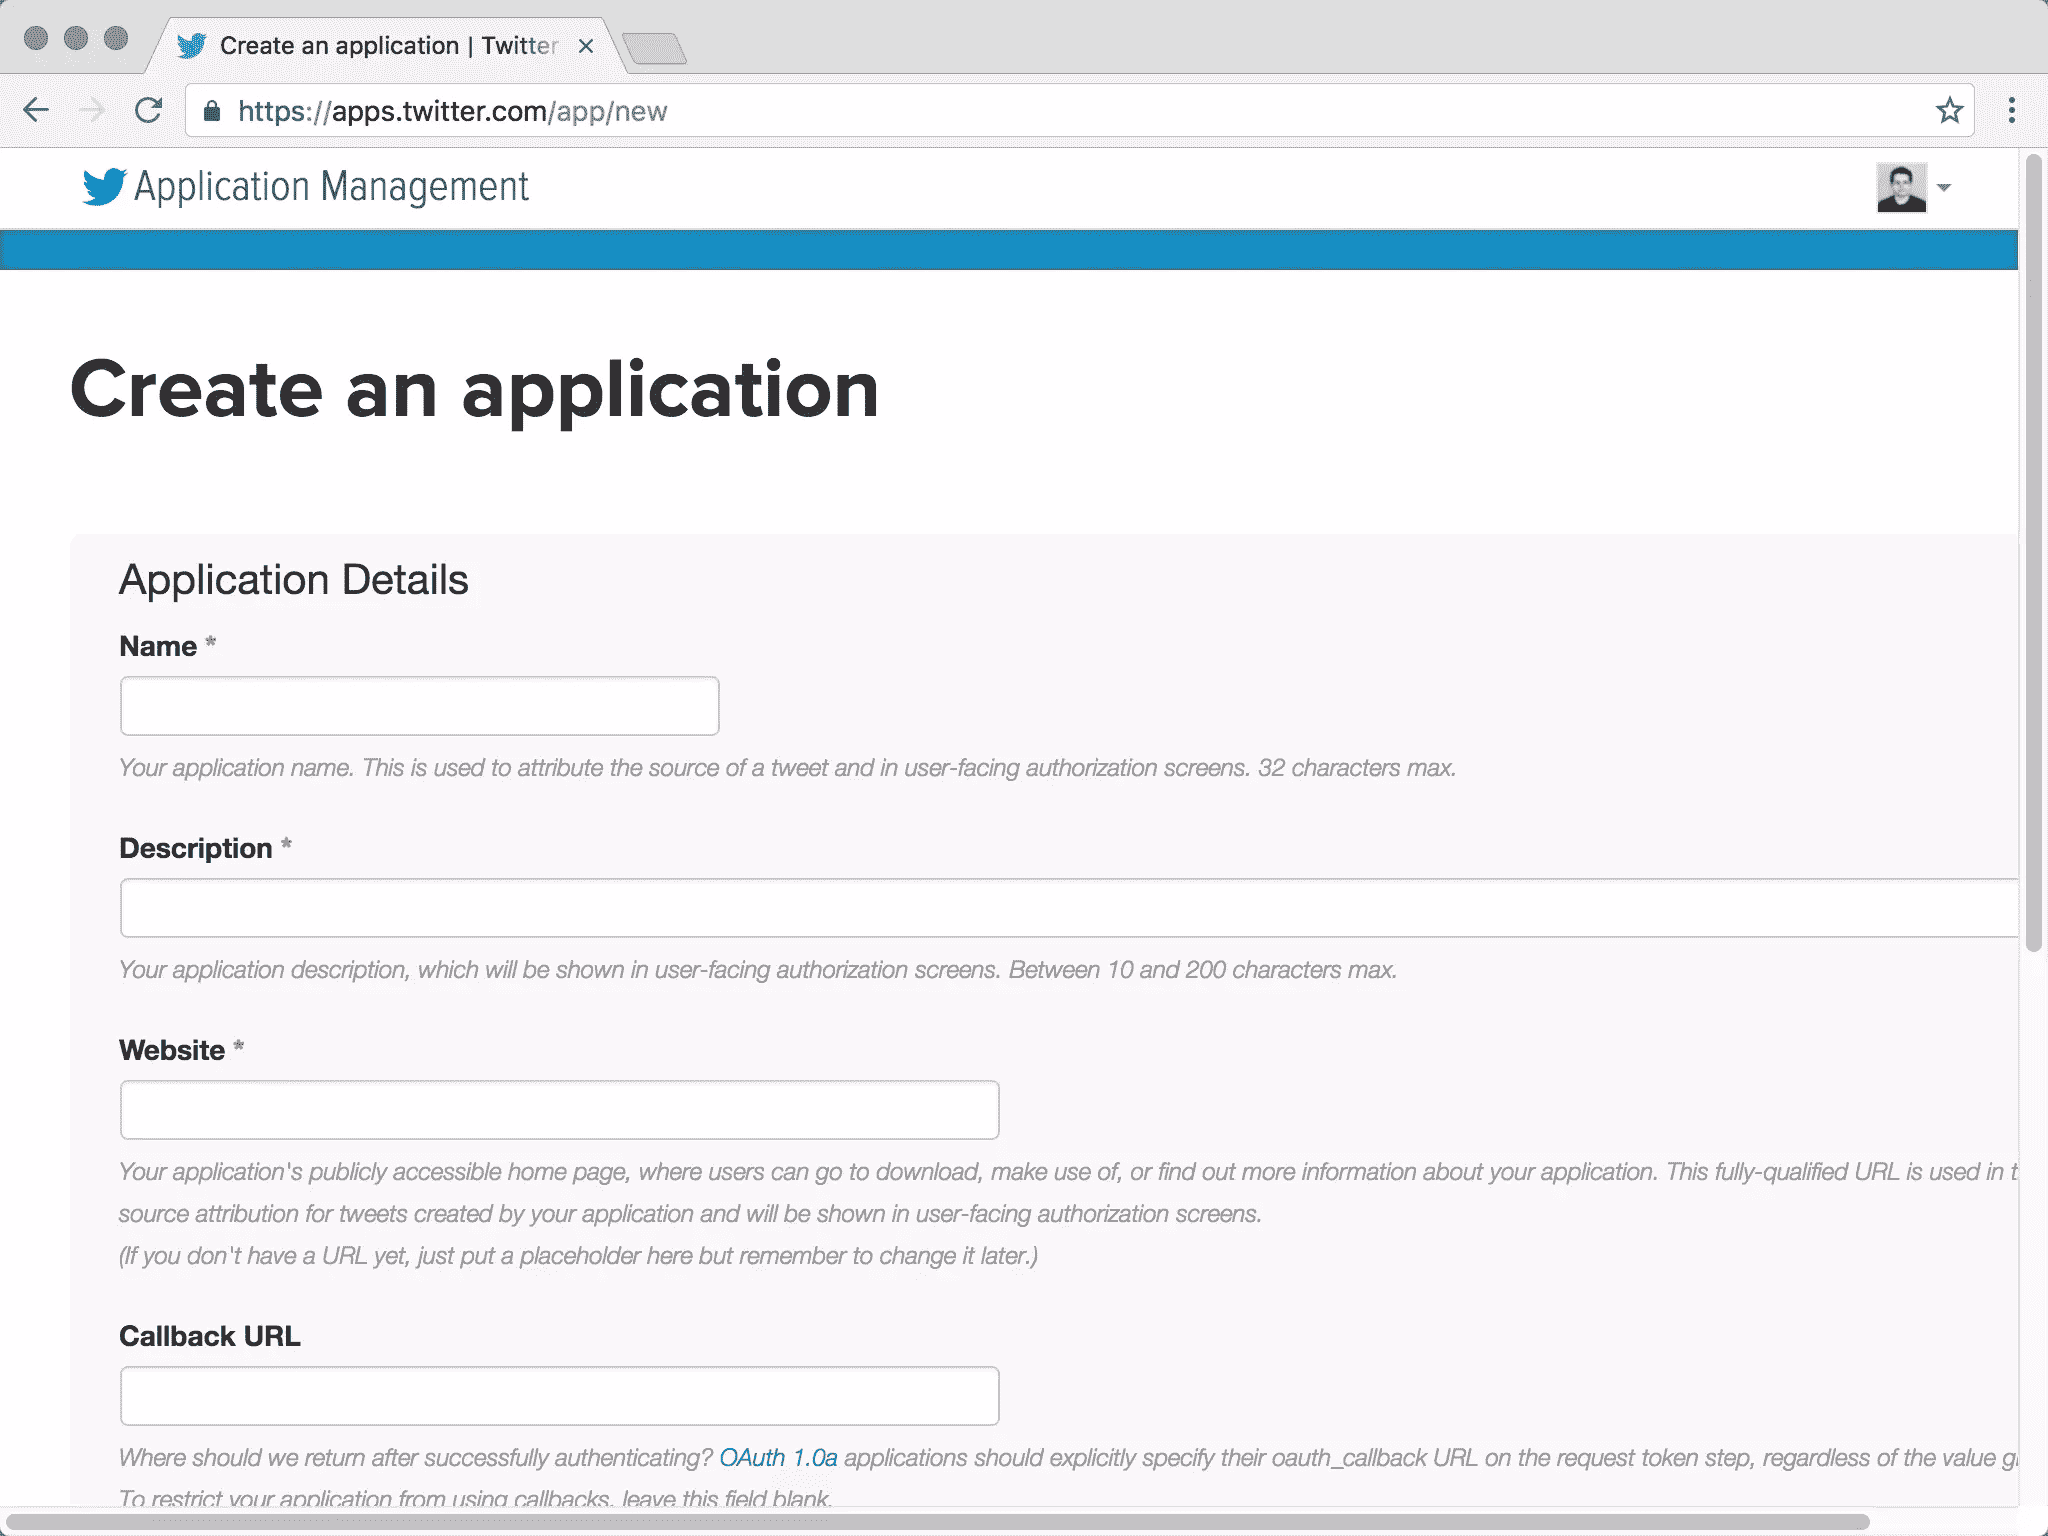 Create an application | Twitter
https://apps.twitter.com/app/new
Application Management
Create an application
Application Details
Name *
Your application name. This is used to attribute the source of a tweet and in user-facing authorization screens. 32 characters max.
Description *
Your application description, which will be shown in user-facing authorization screens. Between 10 and 200 characters max.
Website *
Your application's publicly accessible home page, where users can go to download, make use of, or find out more information about your application. This fully-qualified URL is used in t
source attribution for tweets created by your application and will be shown in user-facing authorization screens.
(If you don't have a URL yet, just put a placeholder here but remember to change it later.)
Callback URL
Where should we return after successfully authenticating? OAuth 1.0a applications should explicitly specify their oauth_callback URL on the request token step, regardless of the value
To restrict your application from using callbacks, leave this field blank.